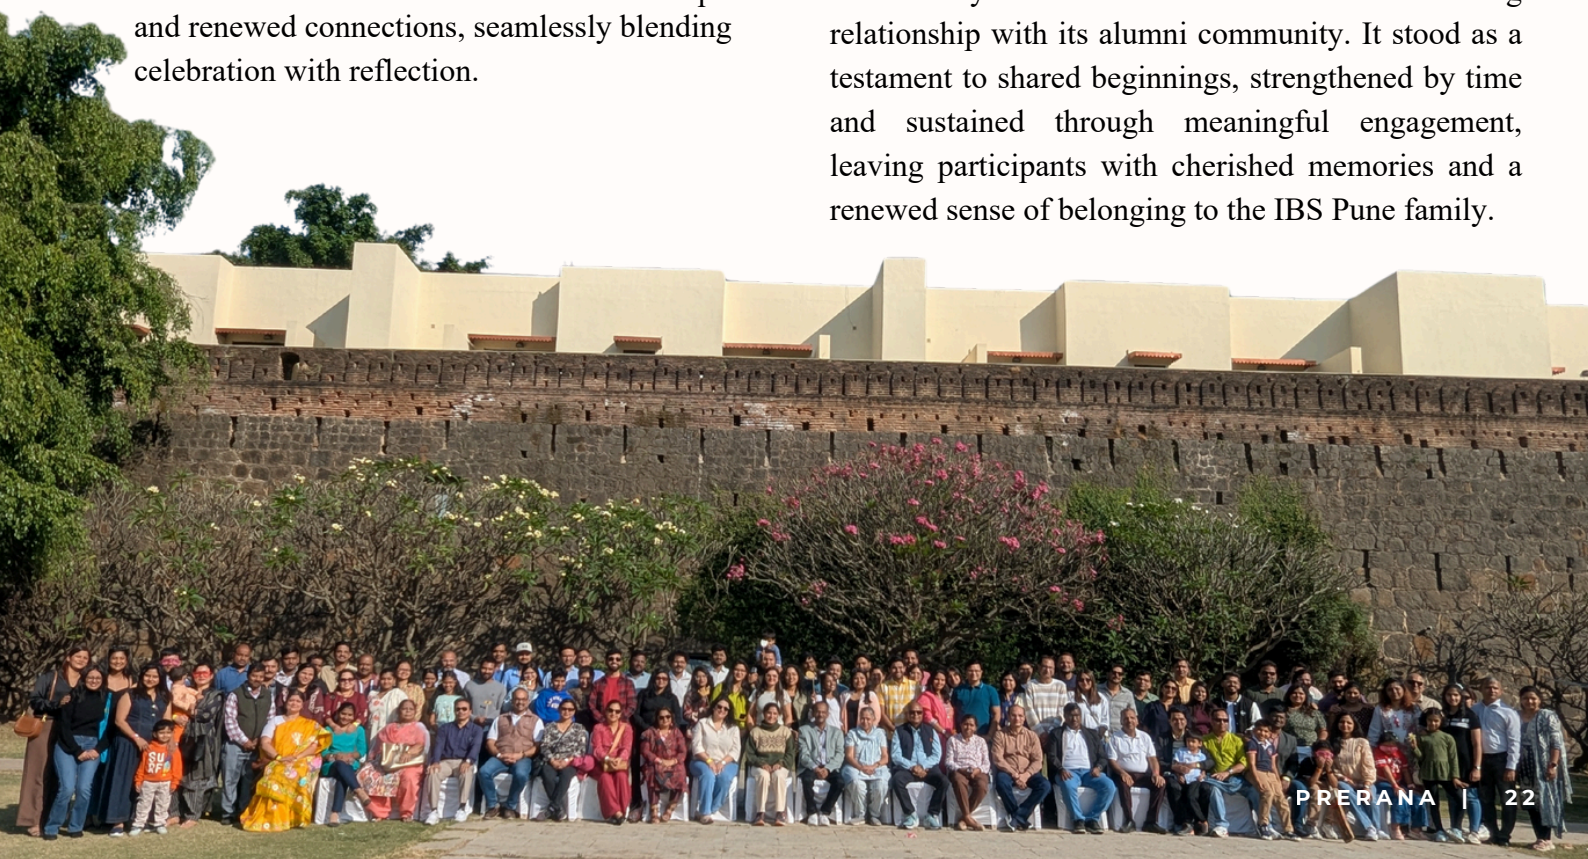 and renewed connections, seamlessly blending
celebration with reflection.
relationship with its alumni community. It stood as a
testament to shared beginnings, strengthened by time
and sustained through meaningful engagement,
leaving participants with cherished memories and a
renewed sense of belonging to the IBS Pune family.
SU
RF
PRERANA | 22